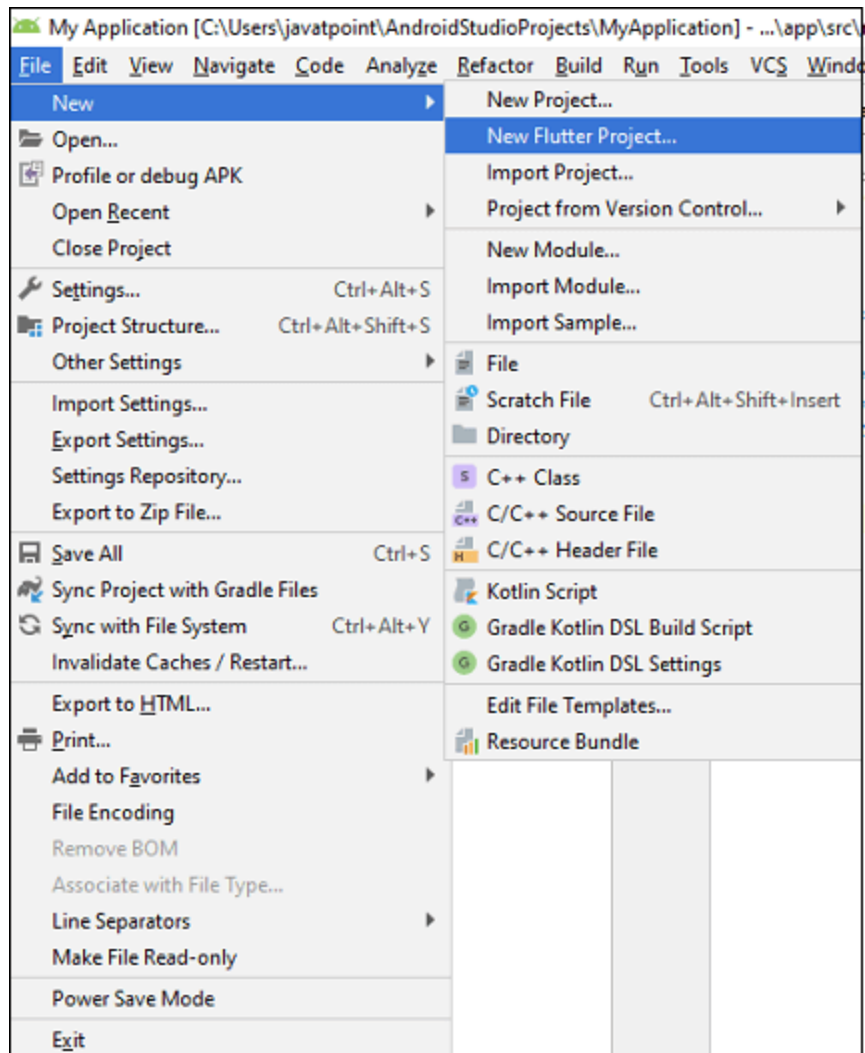 My Application [C:\Users\javatpoint\AndroidStudioProjects\MyApplication] - ...\app\src\
File Edit View Navigate Code Analyze Refactor Build Run Tools VCS
New
Open...
Profile or debug APK
Open Recent
Close Project
Settings... Ctrl+Alt+S
Project Structure... Ctrl+Alt+Shift+S
Other Settings
Import Settings...
Export Settings...
Settings Repository...
Export to Zip File...
Save All Ctrl+S
Sync Project with Gradle Files
Sync with File System Ctrl+Alt+Y
Invalidate Caches / Restart...
Export to HTML...
Print...
Add to Favorites
File Encoding
Remove BOM
Associate with File Type...
Line Separators
Make File Read-only
Power Save Mode
Exit
New Project...
New Flutter Project...
Import Project...
Project from Version Control...
New Module...
Import Module...
Import Sample...
File
Scratch File Ctrl+Alt+Shift+Insert
Directory
S C++ Class
C++ C/C++ Source File
H C/C++ Header File
Kotlin Script
G Gradle Kotlin DSL Build Script
G Gradle Kotlin DSL Settings
Edit File Templates...
Resource Bundle